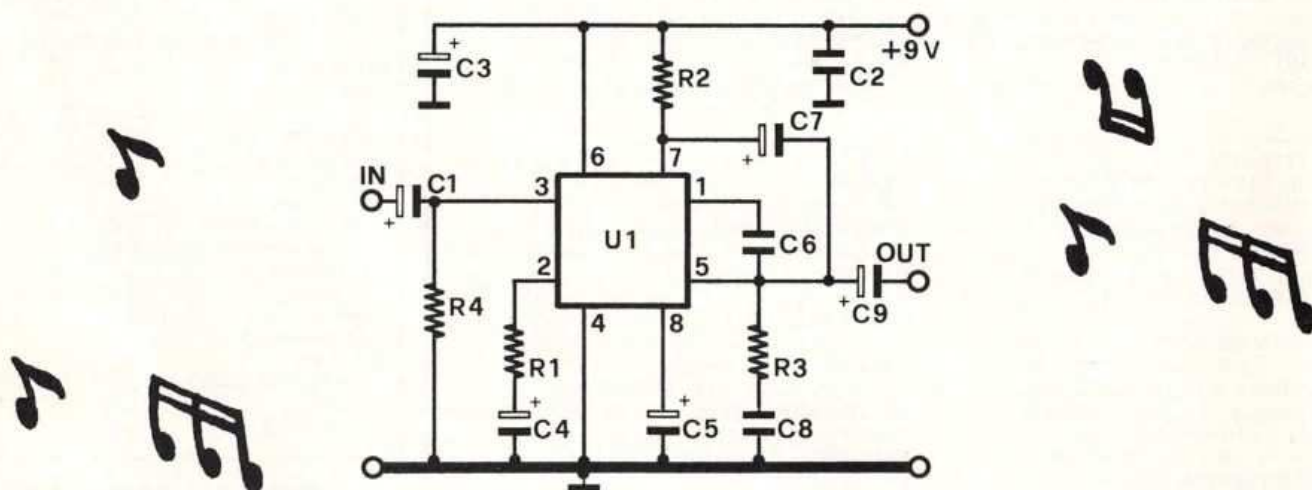 +
C3
R2
+9V
C2
C7
+
6
7
IN
C1
+
3
1
U1
C6
2
5
OUT
R4
+
C9
4
8
R1
R3
+
C4
+
C5
C8